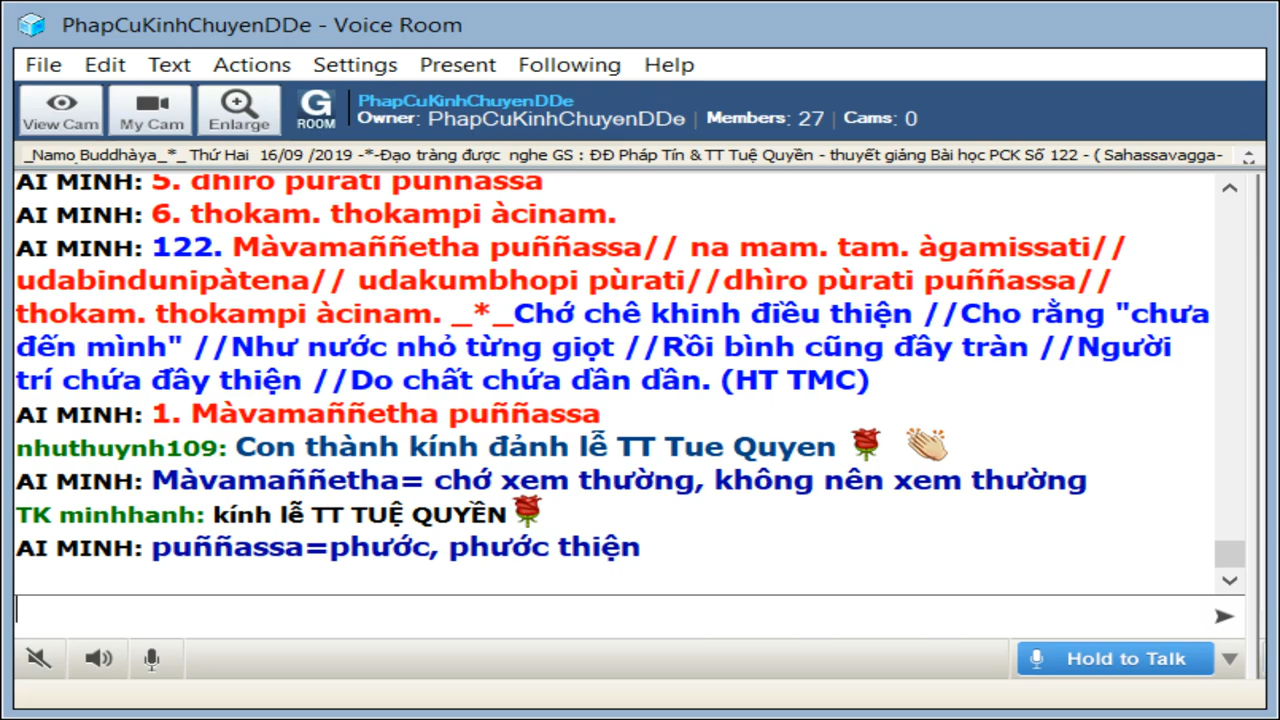 PhapCuKinhChuyenDDe - Voice Room
File Edit Text Actions Settings Present Following Help
View Cam My Cam Enlarge G ROOM
PhapCuKinhChuyenDDe
Owner: PhapCuKinhChuyenDDe | Members: 27 | Cams: 0
_Namo Buddhàya_*_ Thứ Hai 16/09 /2019 -*-Đạo tràng được nghe GS : ĐĐ Pháp Tín & TT Tuệ Quyền - thuyết giảng Bài học PCK Số 122 - ( Sahassavagga-
AI MINH: 5. dhìro pùrati puññassa
AI MINH: 6. thokam. thokampi àcinam.
AI MINH: 122. Màvamaññetha puññassa// na mam. tam. àgamissati//
udabindunipàtena// udakumbhopi pùrati//dhìro pùrati puññassa//
thokam. thokampi àcinam. _*_Chớ chê khinh điều thiện //Cho rằng "chưa
đến mình" //Như nước nhỏ từng giọt //Rồi bình cũng đầy tràn //Người
trí chứa đầy thiện //Do chất chứa dần dần. (HT TMC)
AI MINH: 1. Màvamaññetha puññassa
nhuthuynh109: Con thành kính đảnh lễ TT Tue Quyen
AI MINH: Màvamaññetha= chớ xem thường, không nên xem thường
TK minhhanh: kính lễ TT TUỆ QUYỀN
AI MINH: puññassa=phước, phước thiện
Hold to Talk